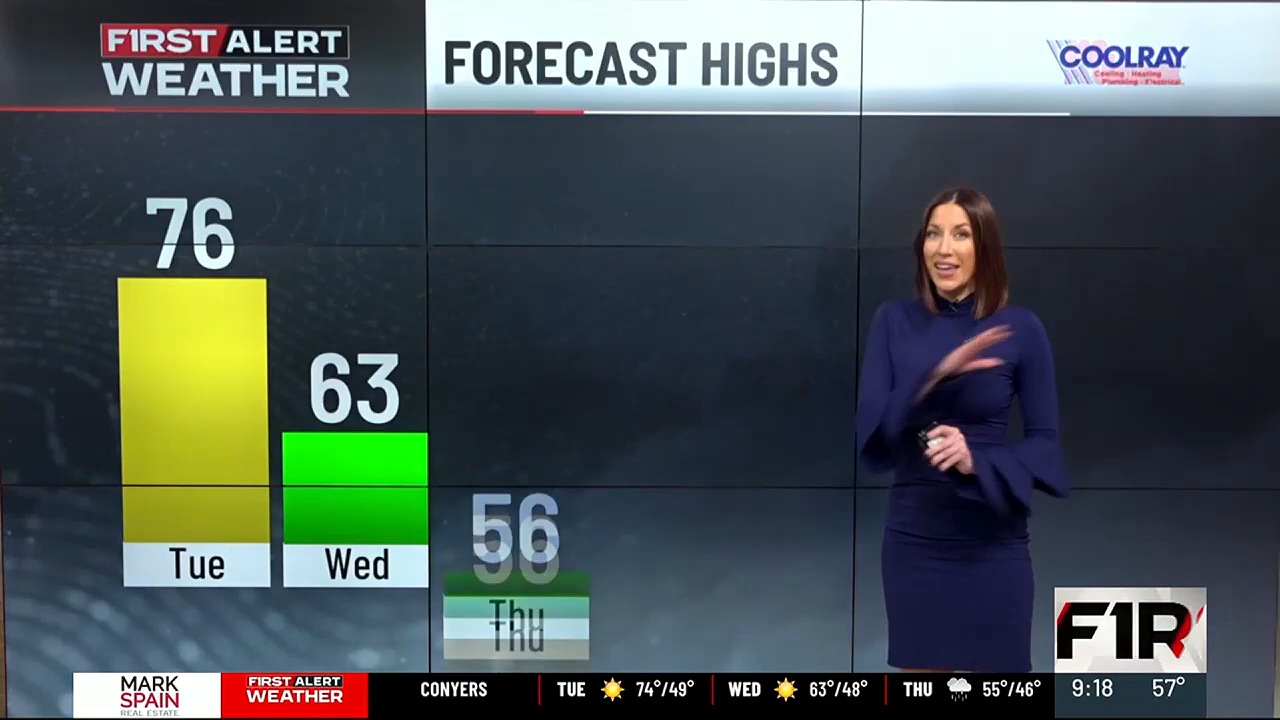 FIRST ALERT
WEATHER
FORECAST HIGHS
COOLRAY
Cooling · Heating
Plumbing · Electrical
76
63
56
Tue
Wed
Thu
F1R
MARK
SPAIN
REAL ESTATE
FIRST ALERT
WEATHER
CONYERS
TUE 74°/49°
WED 63°/48°
THU 55°/46°
9:18 57°